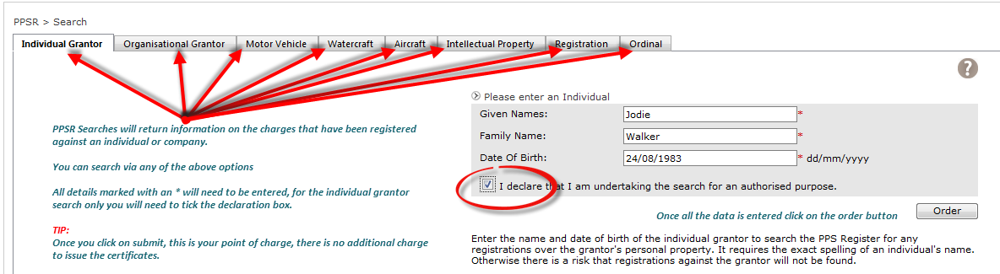 PPSR > Search
Individual Grantor Organisational Grantor Motor Vehicle Watercraft Aircraft Intellectual Property Registration Ordinal
?
PPSR Searches will return information on the charges that have been registered
against an individual or company.
You can search via any of the above options
All details marked with an * will need to be entered, for the individual grantor
search only you will need to tick the declaration box.
TIP:
Once you click on submit, this is your point of charge, there is no additional charge
to issue the certificates.
Please enter an Individual
Given Names: Jodie *
Family Name: Walker *
Date Of Birth: 24/08/1983 * dd/mm/yyyy
I declare that I am undertaking the search for an authorised purpose.
Once all the data is entered click on the order button Order
Enter the name and date of birth of the individual grantor to search the PPS Register for any
registrations over the grantor's personal property. It requires the exact spelling of an individual's name.
Otherwise there is a risk that registrations against the grantor will not be found.